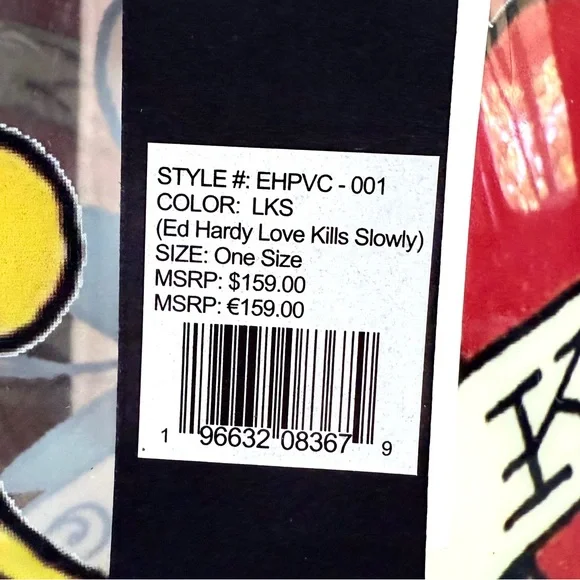 STYLE #: EHPVC - 001
COLOR: LKS
(Ed Hardy Love Kills Slowly)
SIZE: One Size
MSRP: $159.00
MSRP: €159.00
1 96632 08367 9
K